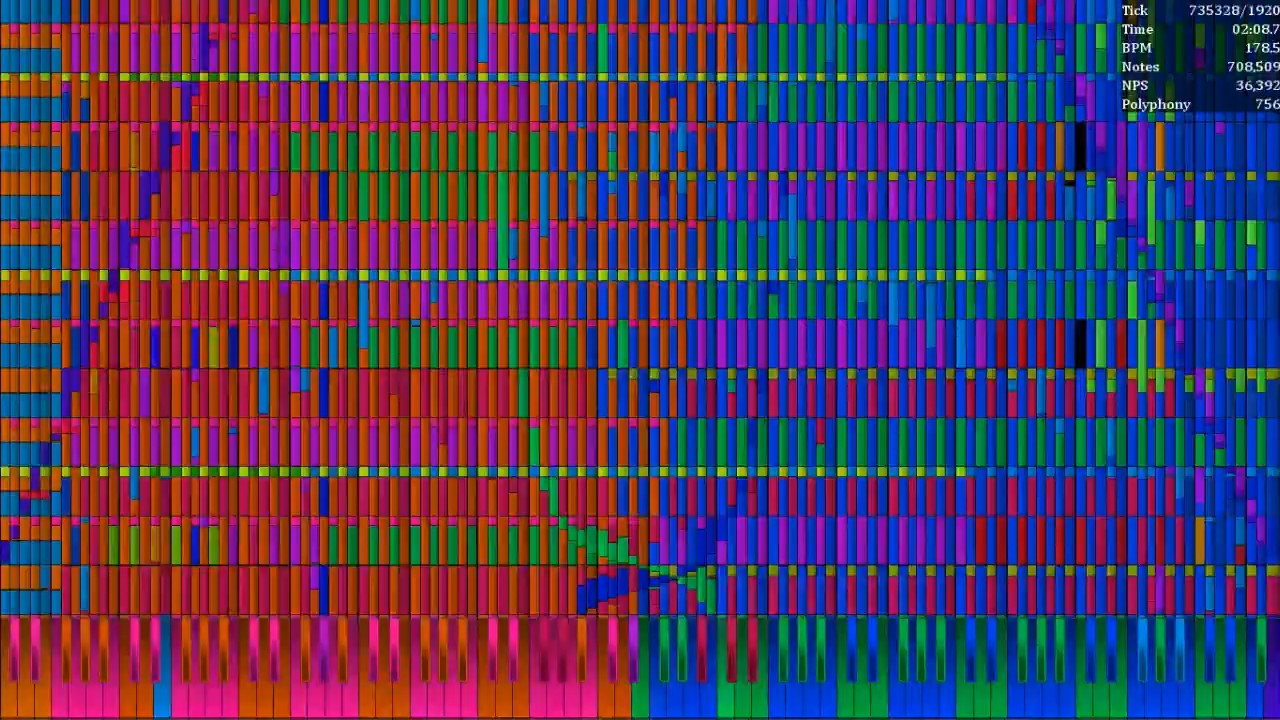 Tick 735328/1920
Time 02:08.7
BPM 178.5
Notes 708,509
NPS 36,392
Polyphony 756